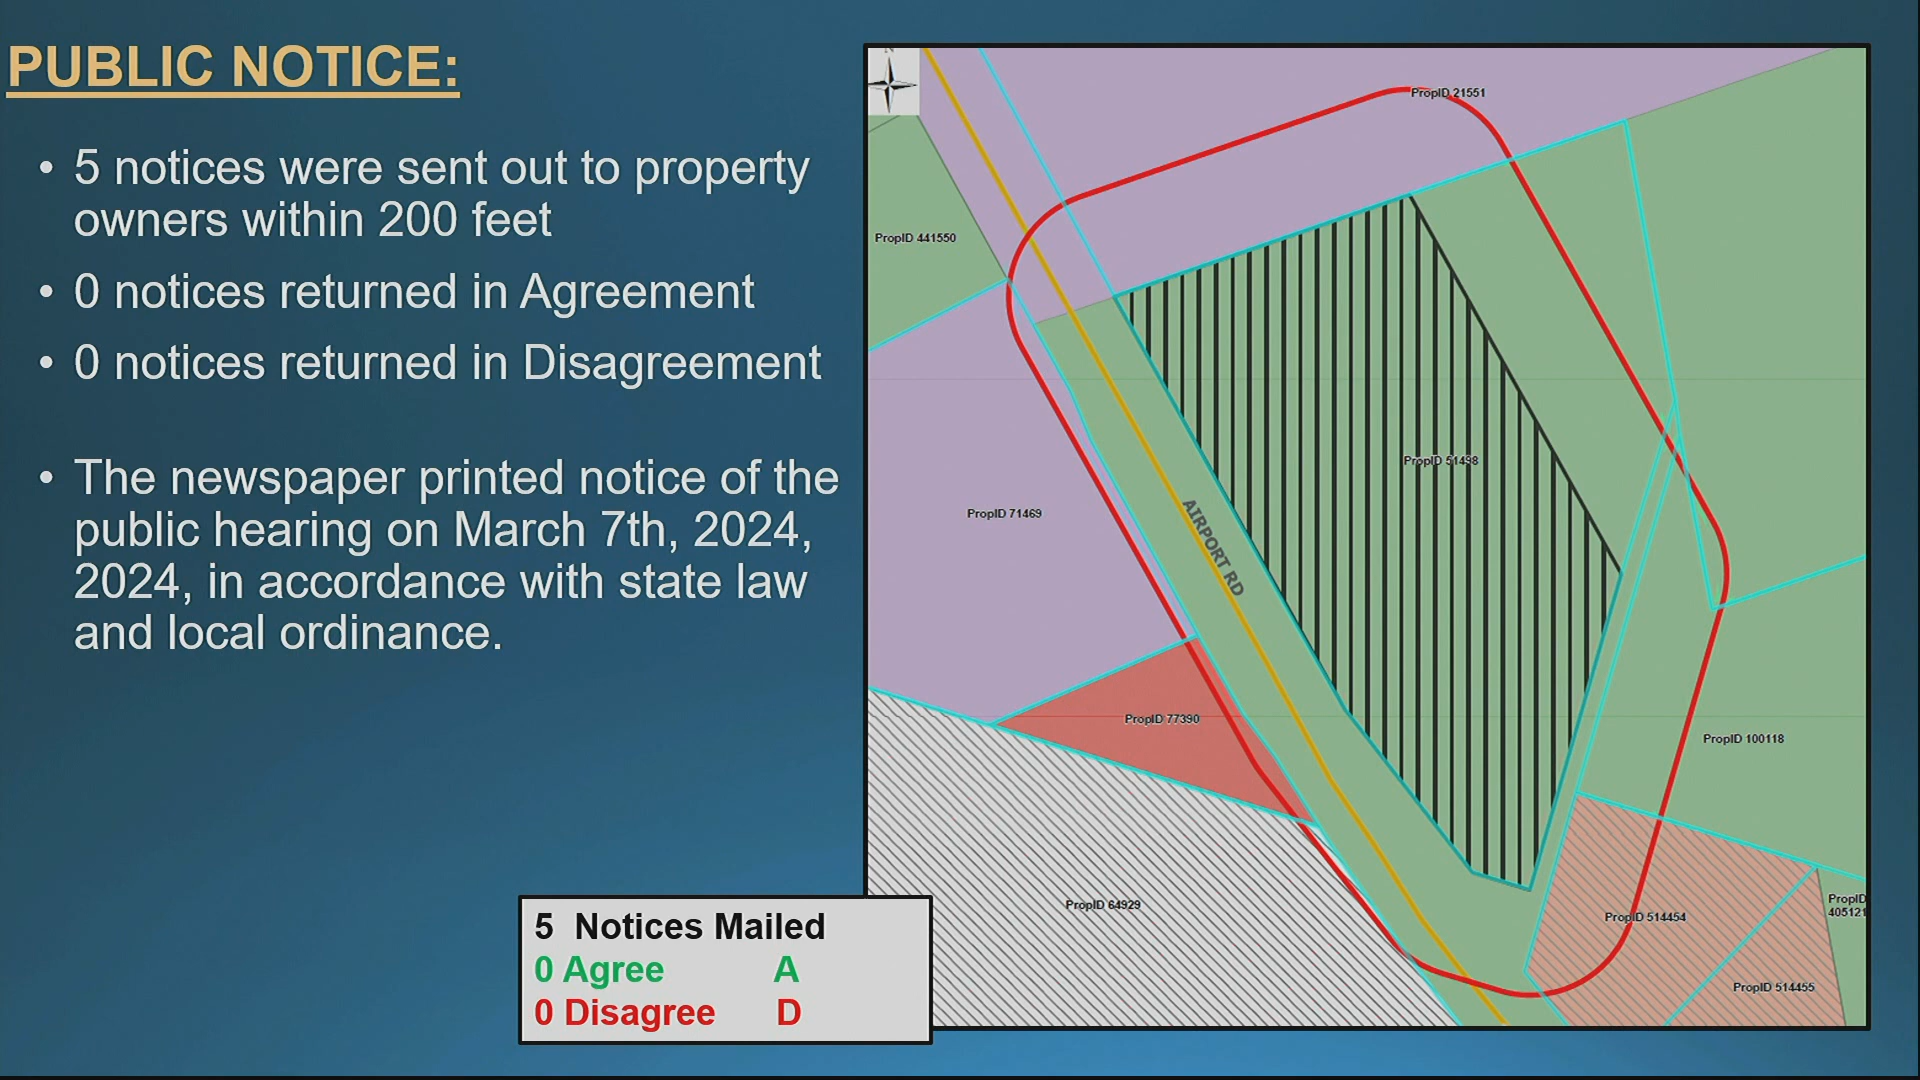 PUBLIC NOTICE:
• 5 notices were sent out to property
owners within 200 feet
• 0 notices returned in Agreement
• 0 notices returned in Disagreement
• The newspaper printed notice of the
public hearing on March 7th, 2024,
2024, in accordance with state law
and local ordinance.
5 Notices Mailed
0 Agree A
0 Disagree D
N
PropID 21551
PropID 441550
PropID 51498
PropID 71469
AIRPORT RD
PropID 77390
PropID 100118
PropID 64929
PropID 514454
PropID
405121
PropID 514455